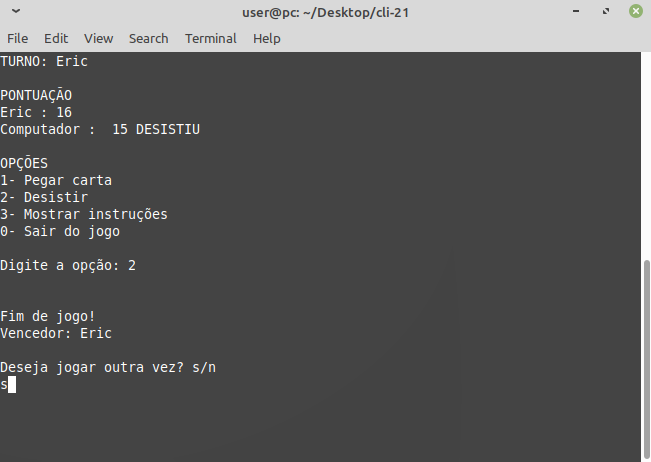 user@pc: ~/Desktop/cli-21
File Edit View Search Terminal Help
TURNO: Eric
PONTUAÇÃO
Eric : 16
Computador :  15 DESISTIU
OPÇÕES
1- Pegar carta
2- Desistir
3- Mostrar instruções
0- Sair do jogo
Digite a opção: 2
Fim de jogo!
Vencedor: Eric
Deseja jogar outra vez? s/n
s